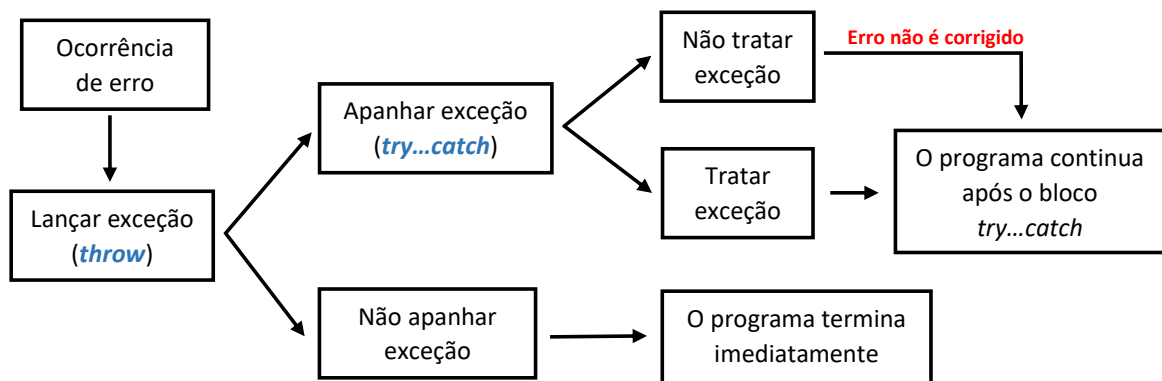 Ocorrência
de erro
Lançar exceção
(throw)
Apanhar exceção
(try...catch)
Não apanhar
exceção
Não tratar
exceção
Erro não é corrigido
Tratar
exceção
O programa continua
após o bloco
try...catch
O programa termina
imediatamente